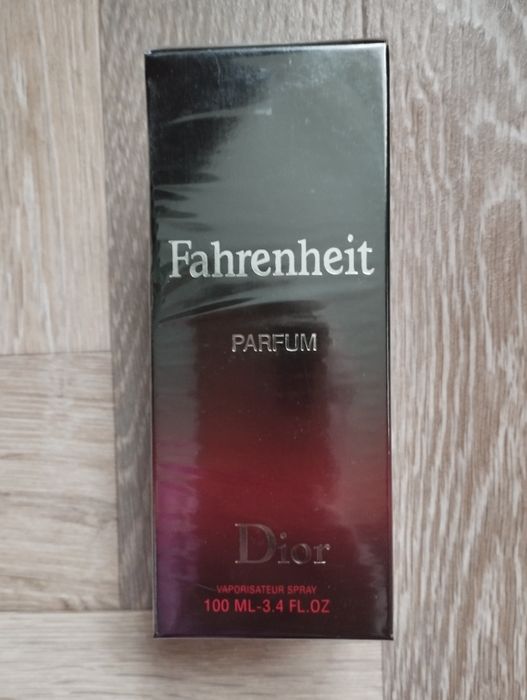 Fahrenheit
PARFUM
Dior
VAPORISATEUR SPRAY
100 ML-3.4 FL.OZ